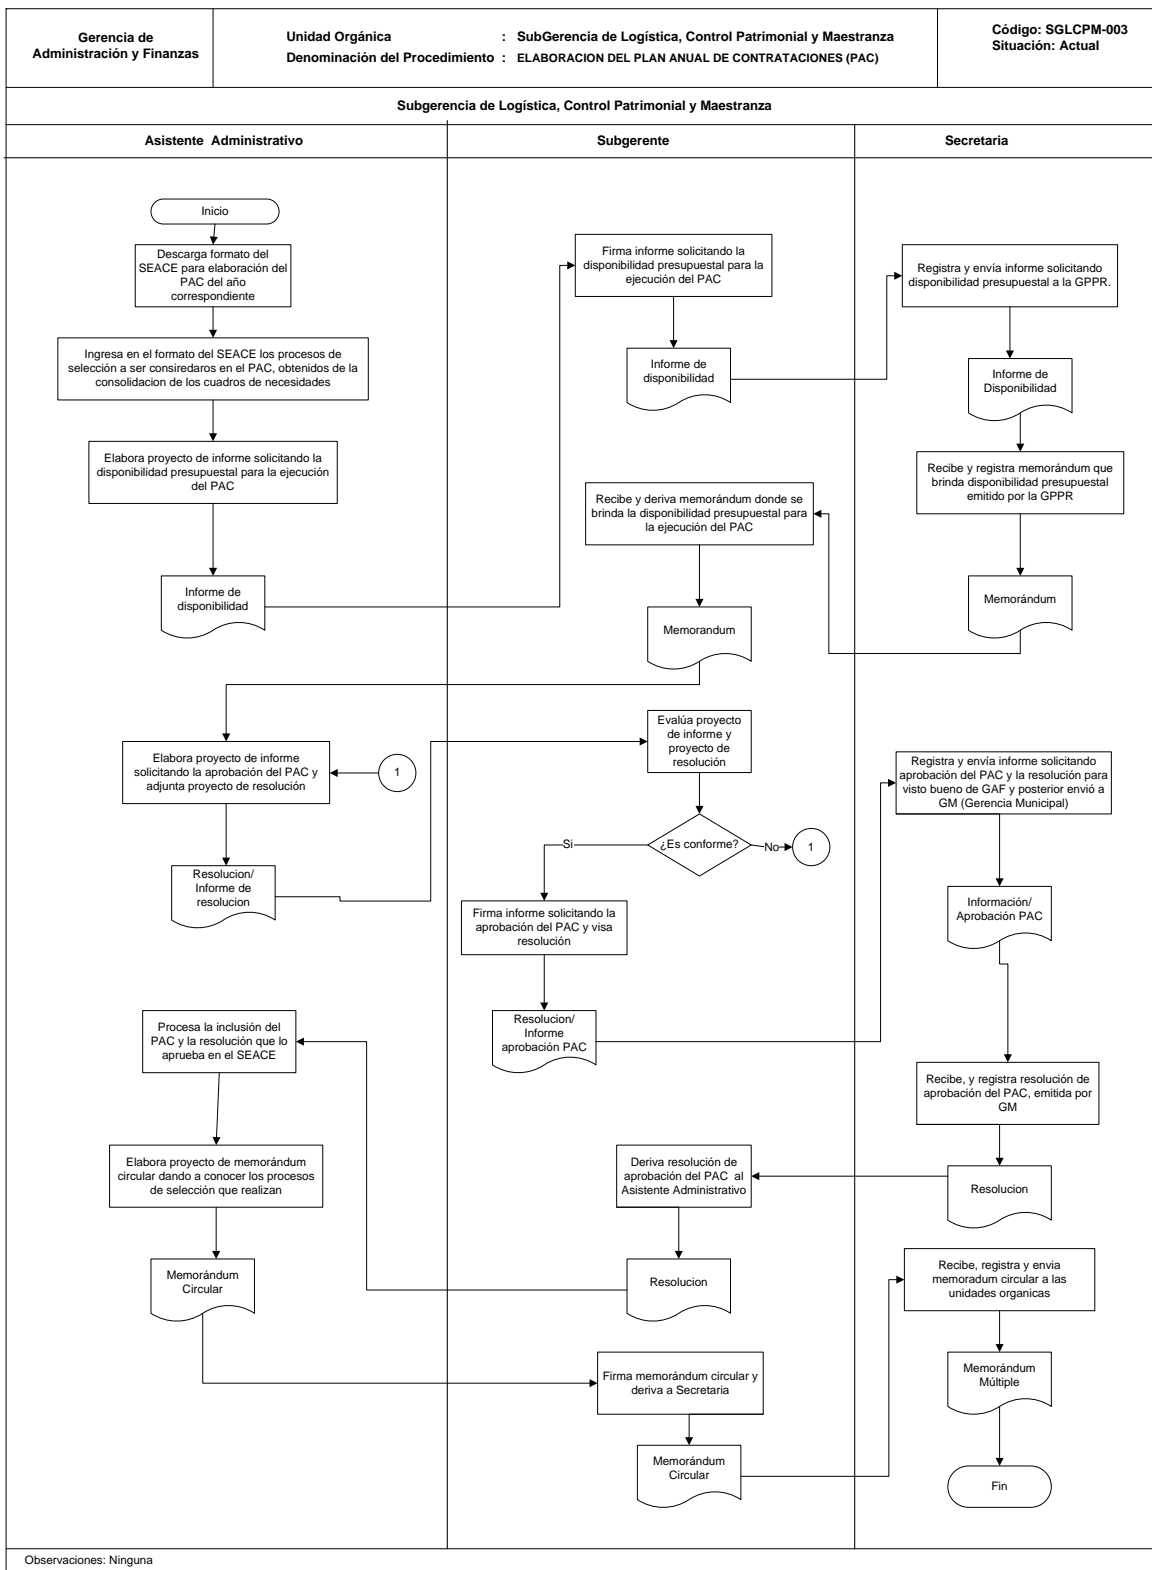 Gerencia de
Administración y Finanzas
Unidad Orgánica : SubGerencia de Logística, Control Patrimonial y Maestranza
Denominación del Procedimiento : ELABORACION DEL PLAN ANUAL DE CONTRATACIONES (PAC)
Código: SGLCPM-003
Situación: Actual
Subgerencia de Logística, Control Patrimonial y Maestranza
Asistente Administrativo
Subgerente
Secretaria
Inicio
Descarga formato del
SEACE para elaboración del
PAC del año
correspondiente
Ingresa en el formato del SEACE los procesos de
selección a ser consiredaros en el PAC, obtenidos de la
consolidacion de los cuadros de necesidades
Elabora proyecto de informe solicitando la
disponibilidad presupuestal para la ejecución
del PAC
Informe de
disponibilidad
Firma informe solicitando la
disponibilidad presupuestal para la
ejecución del PAC
Informe de
disponibilidad
Registra y envía informe solicitando
disponibilidad presupuestal a la GPPR.
Informe de
Disponibilidad
Recibe y registra memorándum que
brinda disponibilidad presupuestal
emitido por la GPPR
Memorándum
Recibe y deriva memorándum donde se
brinda la disponibilidad presupuestal para
la ejecución del PAC
Memorandum
Elabora proyecto de informe
solicitando la aprobación del PAC y
adjunta proyecto de resolución
1
Resolucion/
Informe de
resolucion
Evalúa proyecto
de informe y
proyecto de
resolución
¿Es conforme?
Si
No
1
Firma informe solicitando la
aprobación del PAC y visa
resolución
Resolucion/
Informe
aprobación PAC
Registra y envía informe solicitando
aprobación del PAC y la resolución para
visto bueno de GAF y posterior envió a
GM (Gerencia Municipal)
Información/
Aprobación PAC
Recibe, y registra resolución de
aprobación del PAC, emitida por
GM
Resolucion
Deriva resolución de
aprobación del PAC al
Asistente Administrativo
Resolucion
Procesa la inclusión del
PAC y la resolución que lo
aprueba en el SEACE
Elabora proyecto de memorándum
circular dando a conocer los procesos
de selección que realizan
Memorándum
Circular
Firma memorándum circular y
deriva a Secretaria
Memorándum
Circular
Recibe, registra y envia
memoradum circular a las
unidades organicas
Memorándum
Múltiple
Fin
Observaciones: Ninguna